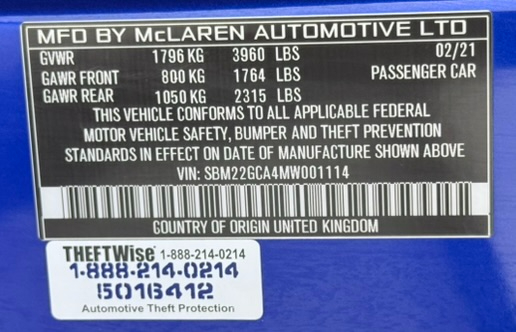 MFD BY McLAREN AUTOMOTIVE LTD
GVWR 1796 KG 3960 LBS 02/21
GAWR FRONT 800 KG 1764 LBS PASSENGER CAR
GAWR REAR 1050 KG 2315 LBS
THIS VEHICLE CONFORMS TO ALL APPLICABLE FEDERAL
MOTOR VEHICLE SAFETY, BUMPER AND THEFT PREVENTION
STANDARDS IN EFFECT ON DATE OF MANUFACTURE SHOWN ABOVE
VIN: SBM22GCA4MW001114
COUNTRY OF ORIGIN UNITED KINGDOM
THEFTWise 1-888-214-0214
1-888-214-0214
5016412
Automotive Theft Protection